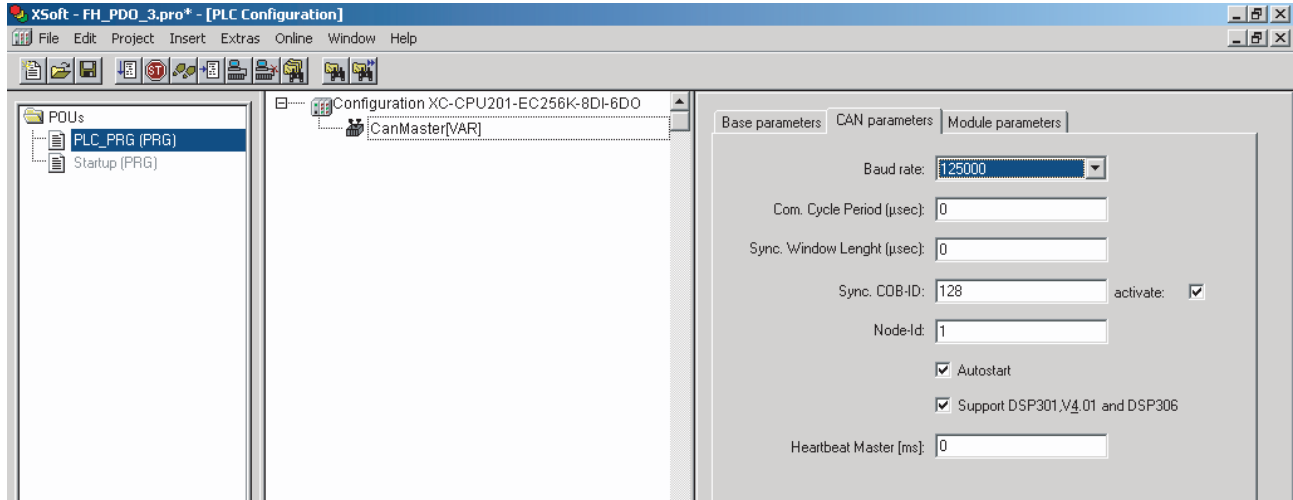 XSoft - FH_PDO_3.pro* - [PLC Configuration]
File Edit Project Insert Extras Online Window Help
POUs
PLC_PRG (PRG)
Startup (PRG)
Configuration XC-CPU201-EC256K-8DI-6DO
CanMaster[VAR]
Base parameters CAN parameters Module parameters
Baud rate: 125000
Com. Cycle Period (µsec): 0
Sync. Window Lenght (µsec): 0
Sync. COB-ID: 128 activate:
Node-Id: 1
Autostart
Support DSP301,V4.01 and DSP306
Heartbeat Master [ms]: 0